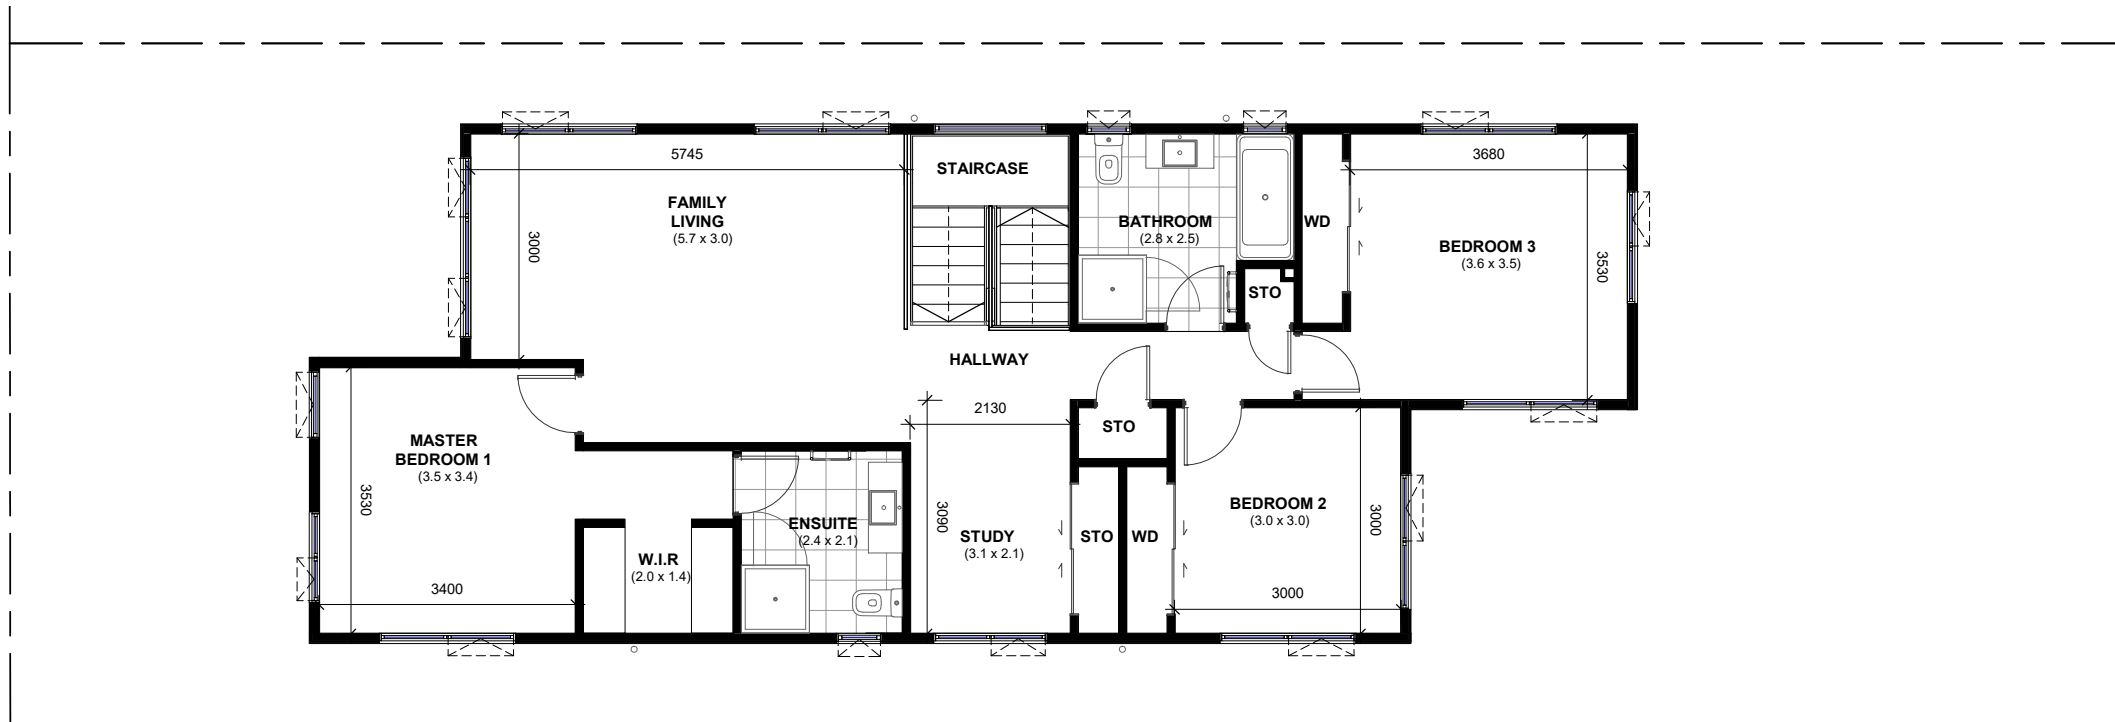 5745
STAIRCASE
3680
FAMILY
LIVING
(5.7 x 3.0)
3000
BATHROOM
(2.8 x 2.5)
WD
BEDROOM 3
(3.6 x 3.5)
3530
STO
HALLWAY
2130
STO
MASTER
BEDROOM 1
(3.5 x 3.4)
3530
3400
W.I.R
(2.0 x 1.4)
ENSUITE
(2.4 x 2.1)
3090
STUDY
(3.1 x 2.1)
STO
WD
BEDROOM 2
(3.0 x 3.0)
3000
3000